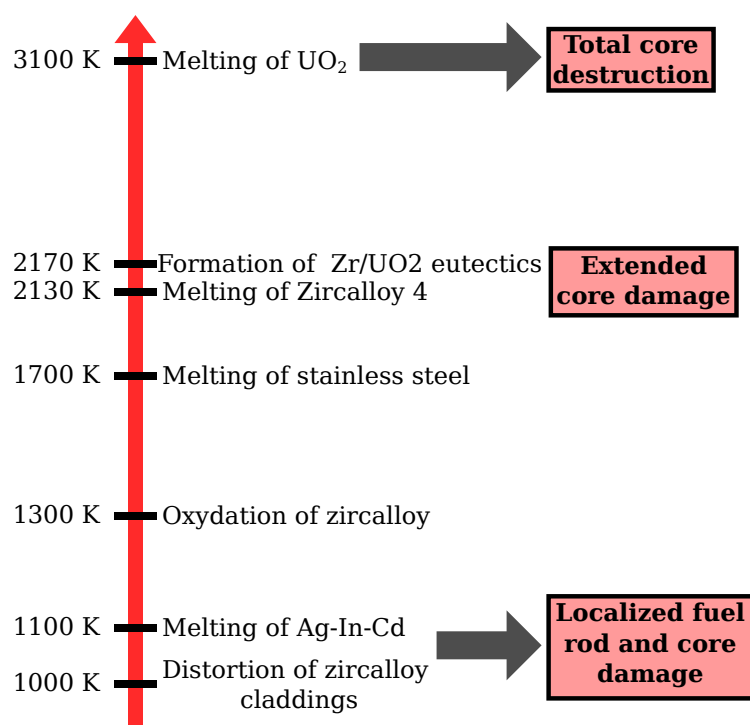 3100 K Melting of UO₂ Total core
destruction
2170 K Formation of Zr/UO2 eutectics Extended
core damage
2130 K Melting of Zircalloy 4
1700 K Melting of stainless steel
1300 K Oxydation of zircalloy
1100 K Melting of Ag-In-Cd Localized fuel
rod and core
damage
1000 K Distortion of zircalloy
claddings